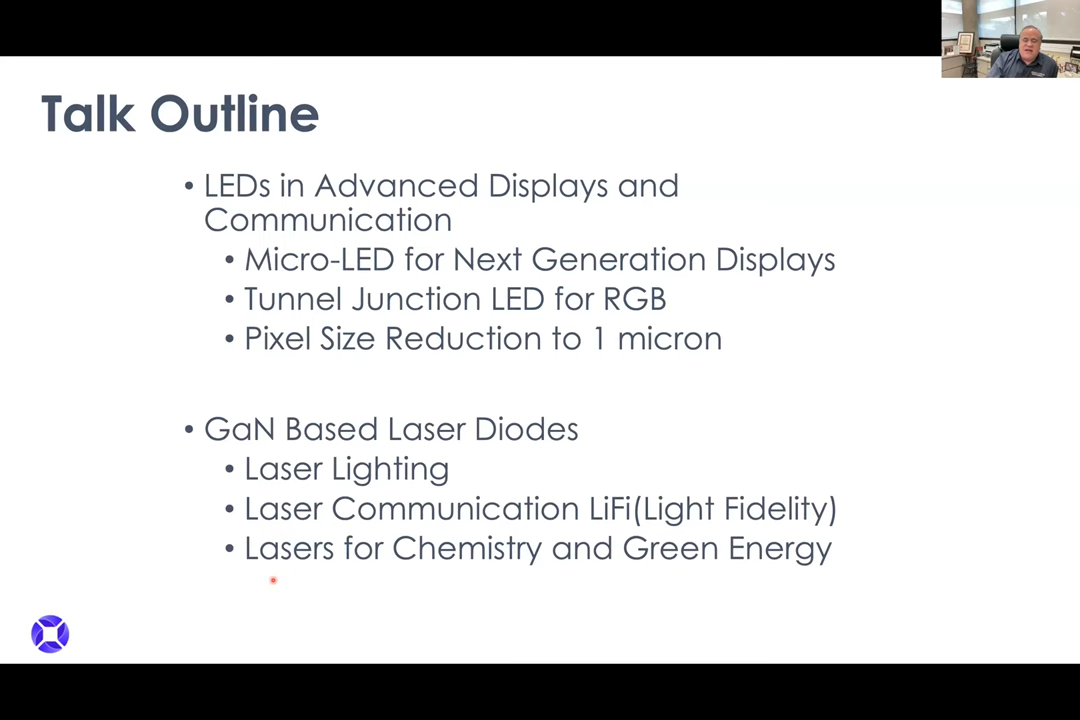 Talk Outline
• LEDs in Advanced Displays and
Communication
• Micro-LED for Next Generation Displays
• Tunnel Junction LED for RGB
• Pixel Size Reduction to 1 micron
• GaN Based Laser Diodes
• Laser Lighting
• Laser Communication LiFi(Light Fidelity)
• Lasers for Chemistry and Green Energy